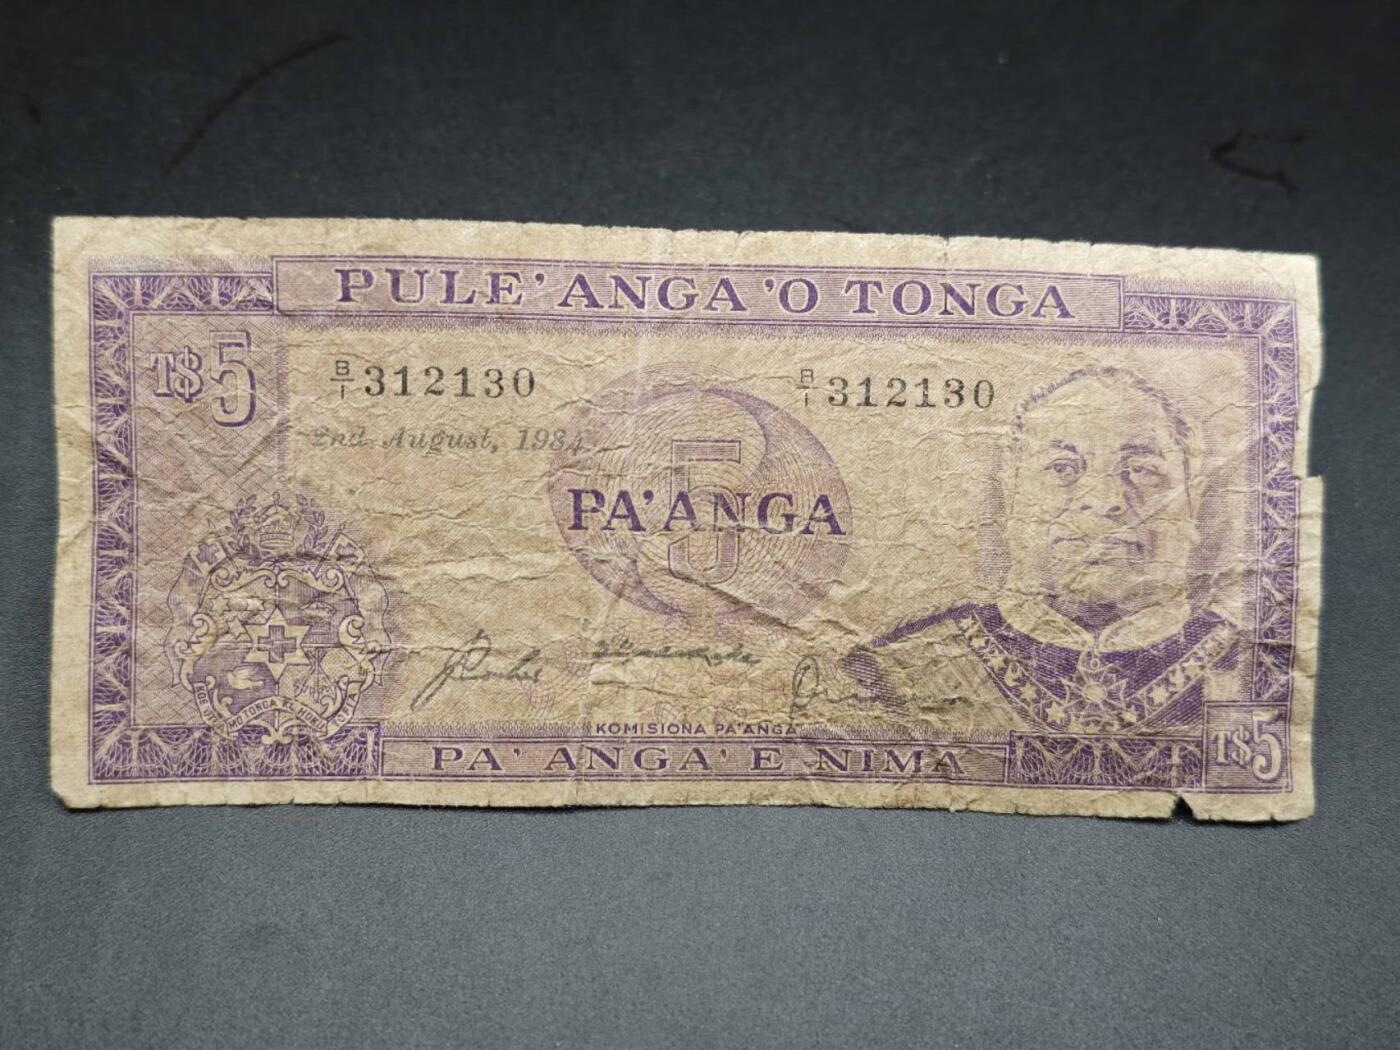 PULE'ANGA 'O TONGA
T$5
B/1 312130
B/1 312130
2nd August, 1984
5
PA'ANGA
KOMISIONA PA'ANGA
PA'ANGA' E NIMA
T$5